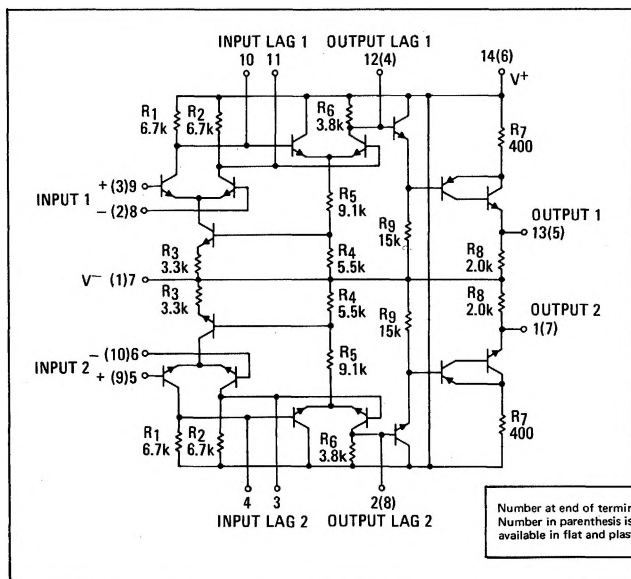 INPUT LAG 1 OUTPUT LAG 1
10 11 12(4) 14(6)
V+
R1
6.7k
R2
6.7k
R6
3.8k
R7
400
INPUT 1
+ (3)9
− (2)8
R5
9.1k
R9
15k
OUTPUT 1
13(5)
R3
3.3k
R4
5.5k
R8
2.0k
V− (1)7
R3
3.3k
R4
5.5k
R9
15k
R8
2.0k
OUTPUT 2
1(7)
INPUT 2
− (10)6
+ (9)5
R5
9.1k
R1
6.7k
R2
6.7k
R6
3.8k
R7
400
4 3 2(8)
INPUT LAG 2 OUTPUT LAG 2
Number at end of termin
Number in parenthesis is
available in flat and plas